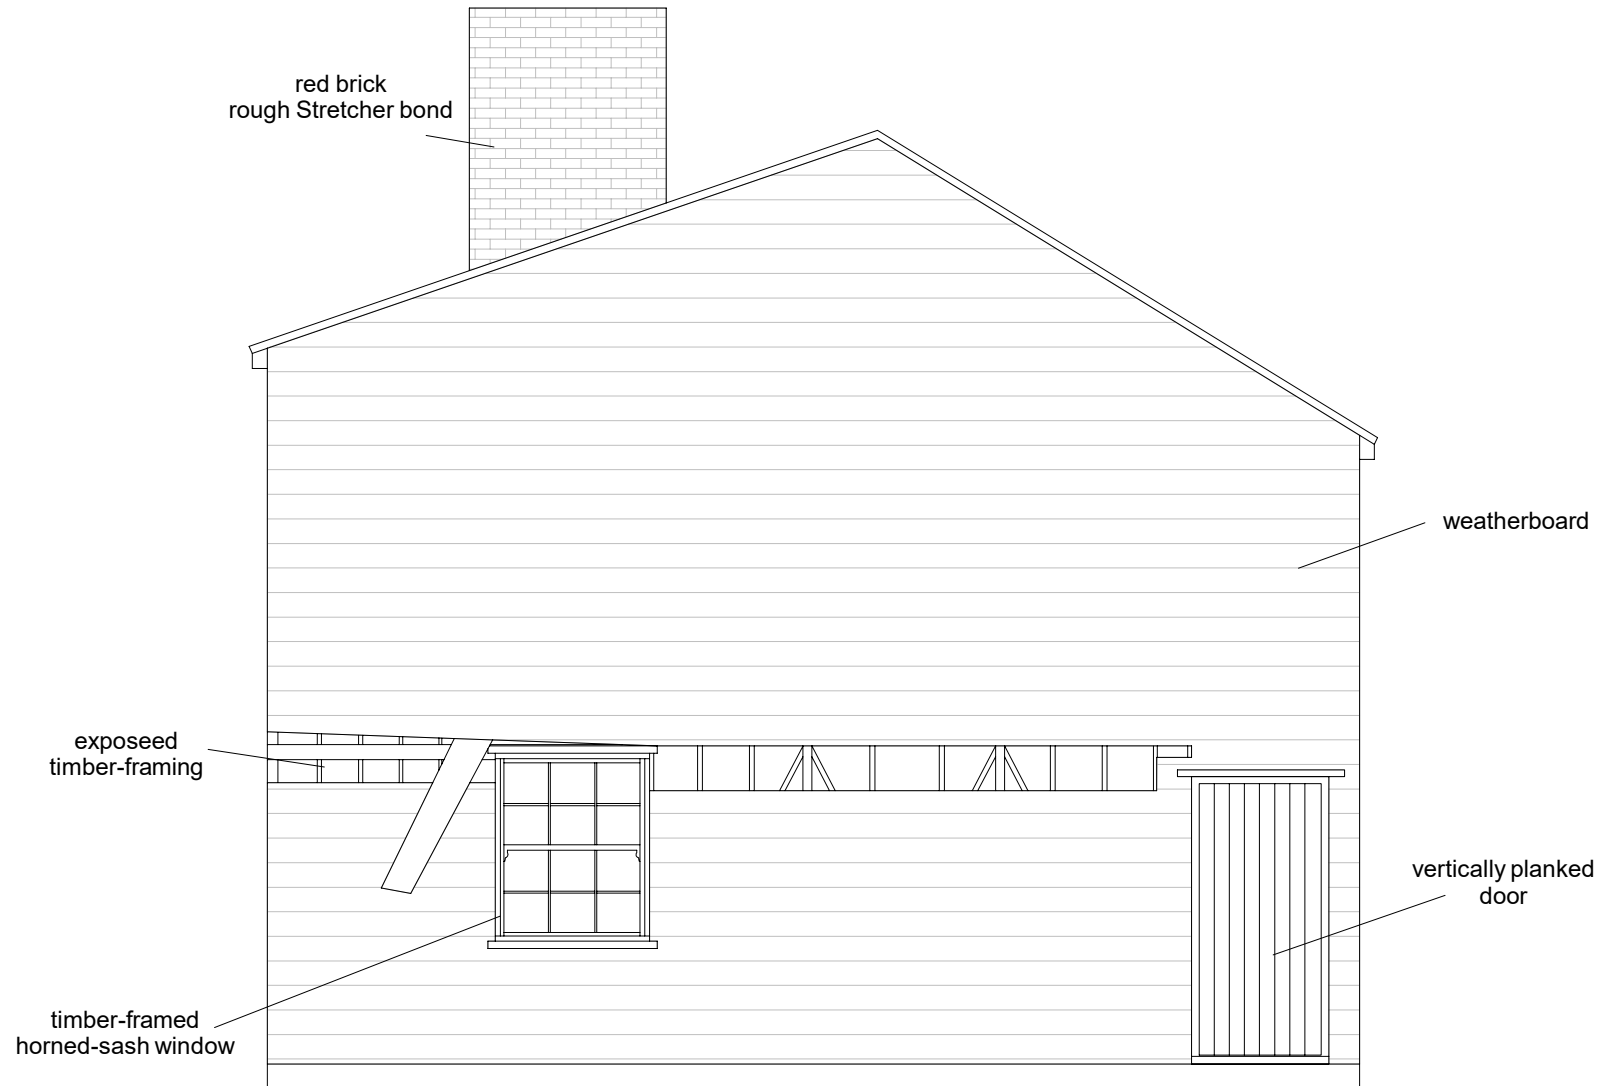 red brick
rough Stretcher bond
weatherboard
exposeed
timber-framing
vertically planked
door
timber-framed
horned-sash window